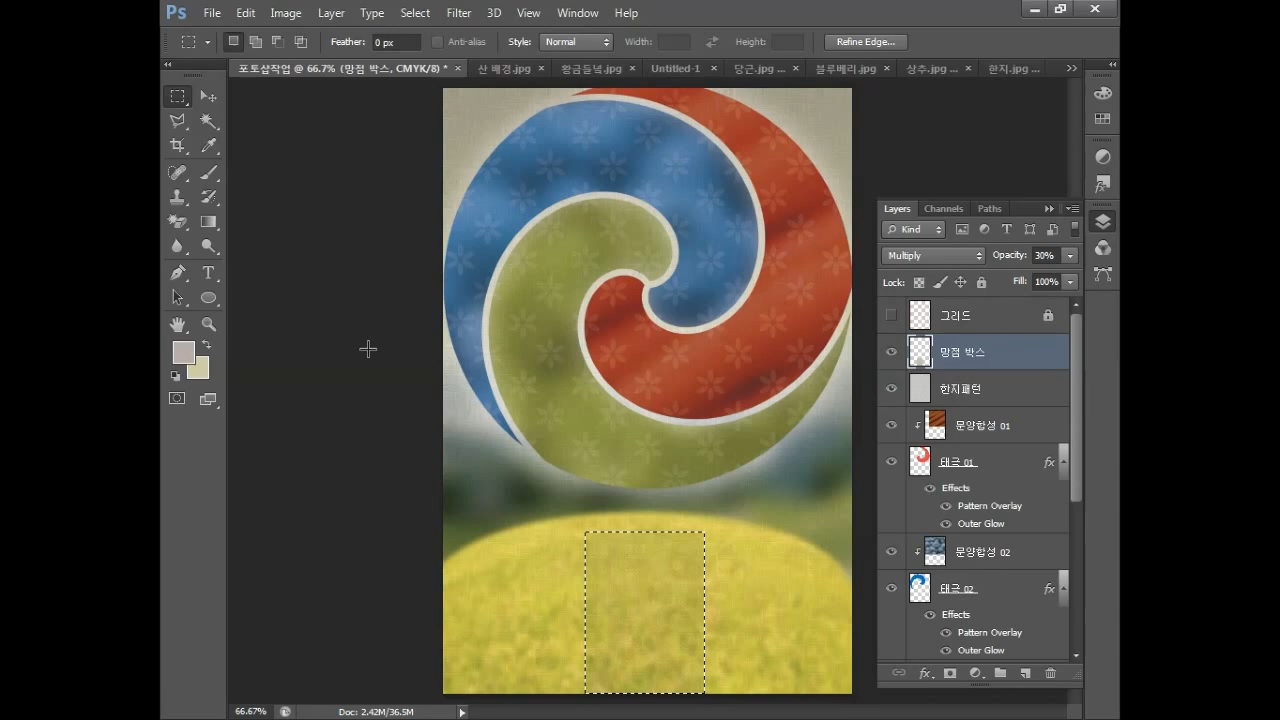 Ps File Edit Image Layer Type Select Filter 3D View Window Help
Feather: 0 px Anti-alias Style: Normal Width: Height: Refine Edge...
포토샵작업 @ 66.7% (망점 박스, CMYK/8) * × 산 배경.jpg × 황금들녘.jpg × Untitled-1 × 당근.jpg ... × 블루베리.jpg × 상추.jpg ... × 한지.jpg ...
Layers Channels Paths
Kind
Multiply Opacity: 30%
Lock: Fill: 100%
그리드
망점 박스
한지패턴
문양합성 01
태극 01 fx
Effects
Pattern Overlay
Outer Glow
문양합성 02
태극 02 fx
Effects
Pattern Overlay
Outer Glow
66.67% Doc: 2.42M/36.5M